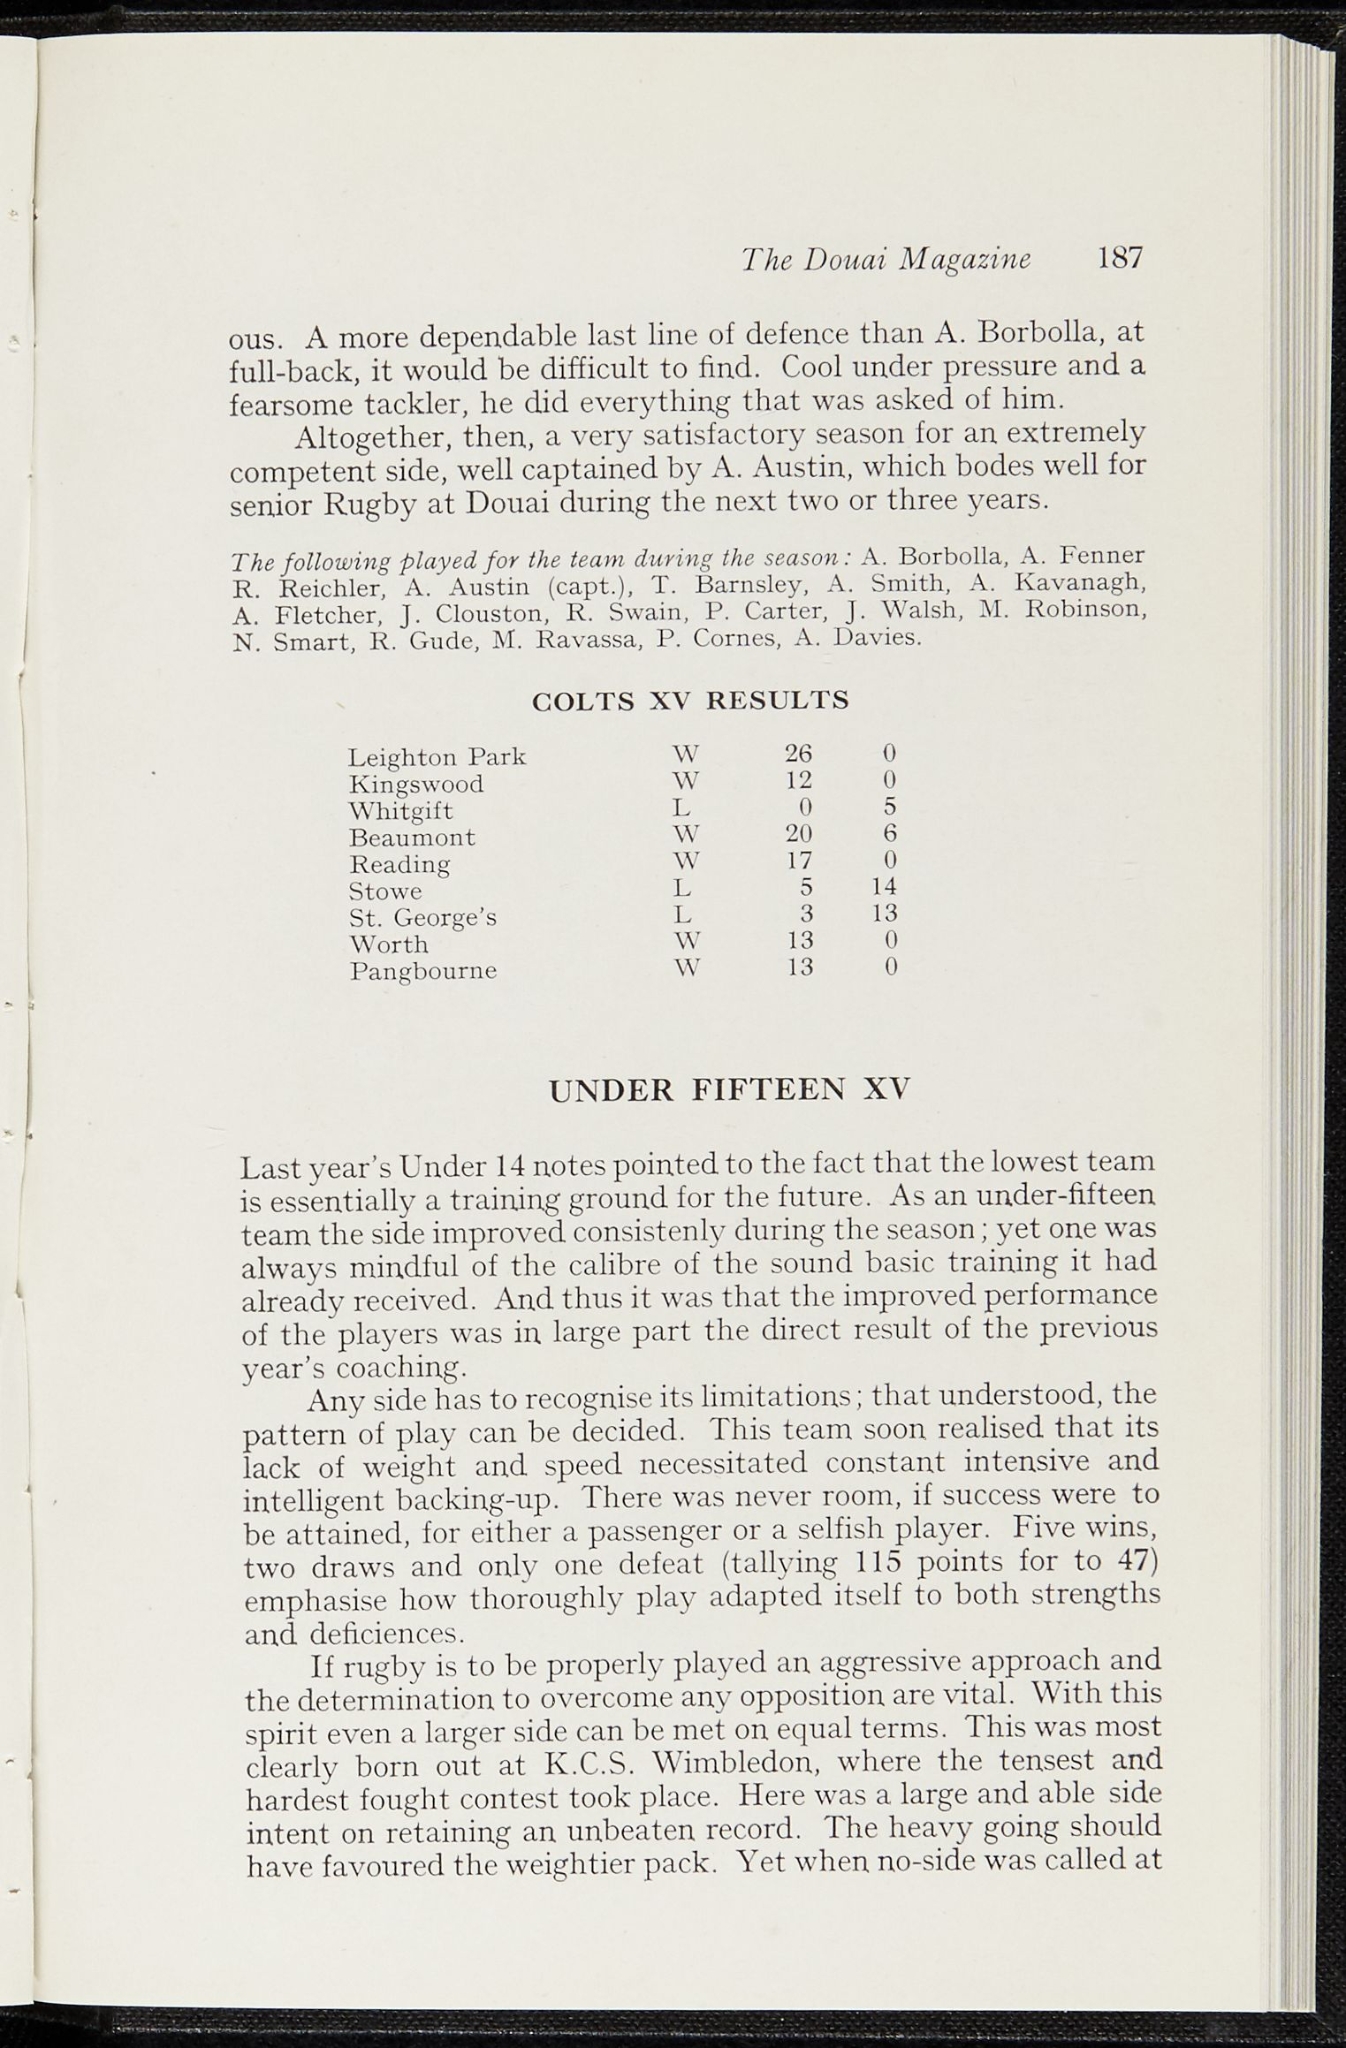 The Douai Magazine 187
ous. A more dependable last line of defence than A. Borbolla, at
full-back, it would be difficult to find. Cool under pressure and a
fearsome tackler, he did everything that was asked of him.
Altogether, then, a very satisfactory season for an extremely
competent side, well captained by A. Austin, which bodes well for
senior Rugby at Douai during the next two or three years.
The following played for the team during the season: A. Borbolla, A. Fenner
R. Reichler, A. Austin (capt.), T. Barnsley, A. Smith, A. Kavanagh,
A. Fletcher, J. Clouston, R. Swain, P. Carter, J. Walsh, M. Robinson,
N. Smart, R. Gude, M. Ravassa, P. Cornes, A. Davies.
COLTS XV RESULTS
Leighton Park W 26 0
Kingswood W 12 0
Whitgift L 0 5
Beaumont W 20 6
Reading W 17 0
Stowe L 5 14
St. George's L 3 13
Worth W 13 0
Pangbourne W 13 0
UNDER FIFTEEN XV
Last year's Under 14 notes pointed to the fact that the lowest team
is essentially a training ground for the future. As an under-fifteen
team the side improved consistenly during the season; yet one was
always mindful of the calibre of the sound basic training it had
already received. And thus it was that the improved performance
of the players was in large part the direct result of the previous
year's coaching.
Any side has to recognise its limitations; that understood, the
pattern of play can be decided. This team soon realised that its
lack of weight and speed necessitated constant intensive and
intelligent backing-up. There was never room, if success were to
be attained, for either a passenger or a selfish player. Five wins,
two draws and only one defeat (tallying 115 points for to 47)
emphasise how thoroughly play adapted itself to both strengths
and deficiences.
If rugby is to be properly played an aggressive approach and
the determination to overcome any opposition are vital. With this
spirit even a larger side can be met on equal terms. This was most
clearly born out at K.C.S. Wimbledon, where the tensest and
hardest fought contest took place. Here was a large and able side
intent on retaining an unbeaten record. The heavy going should
have favoured the weightier pack. Yet when no-side was called at